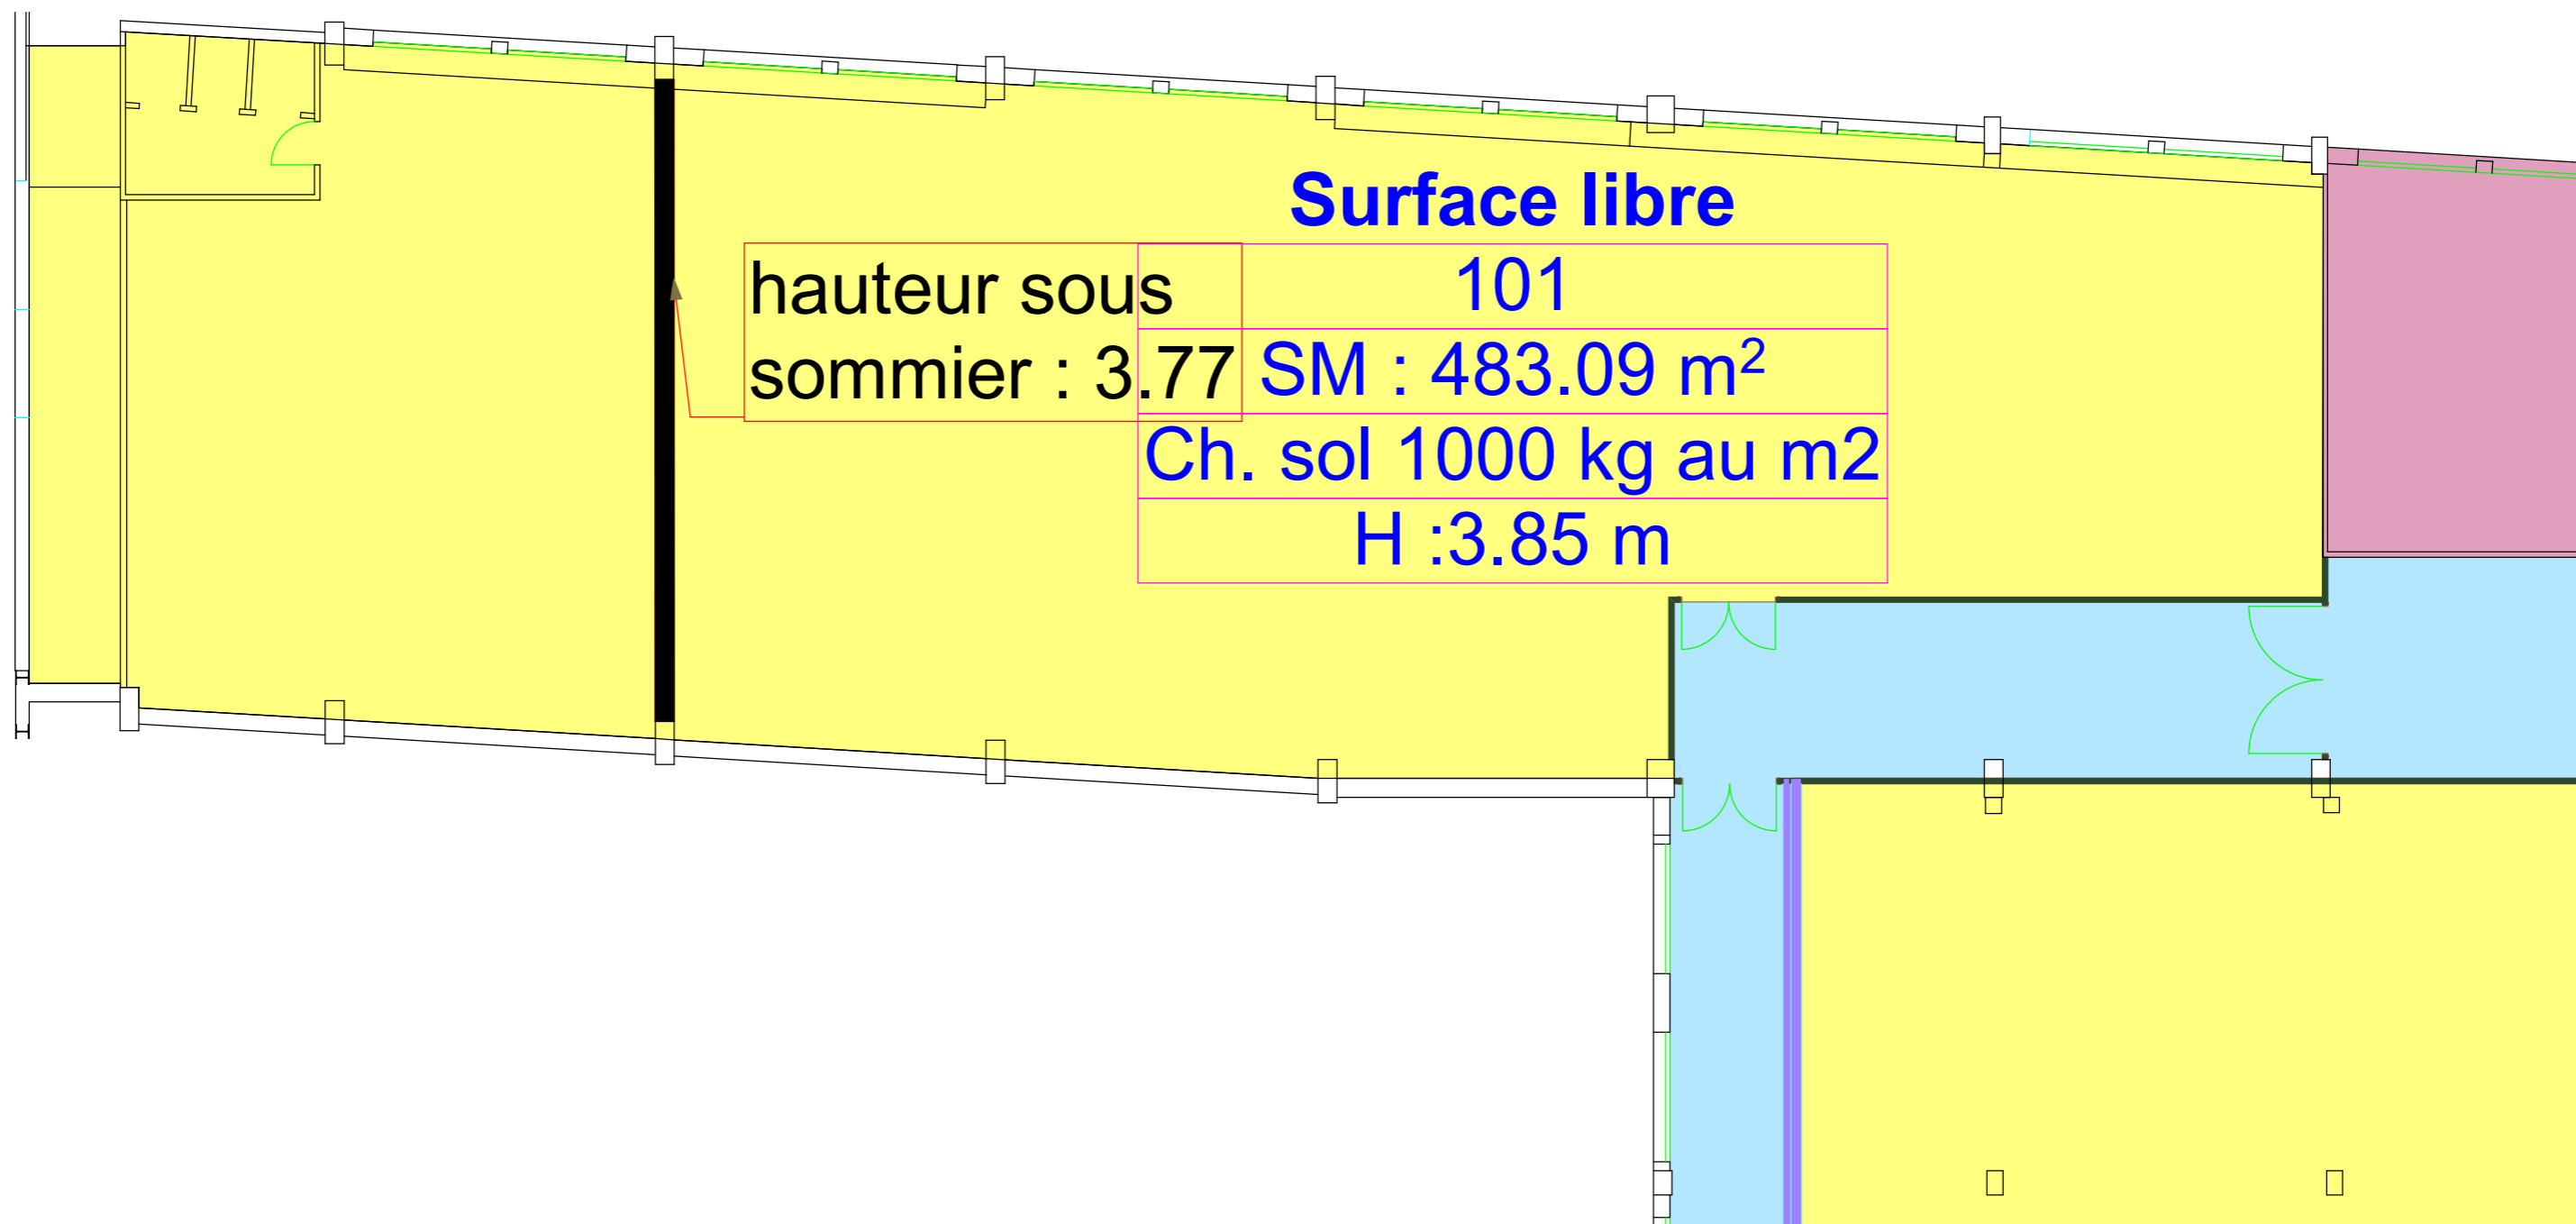 Surface libre
hauteur sous
sommier : 3.77
101
SM : 483.09 m²
Ch. sol 1000 kg au m2
H :3.85 m